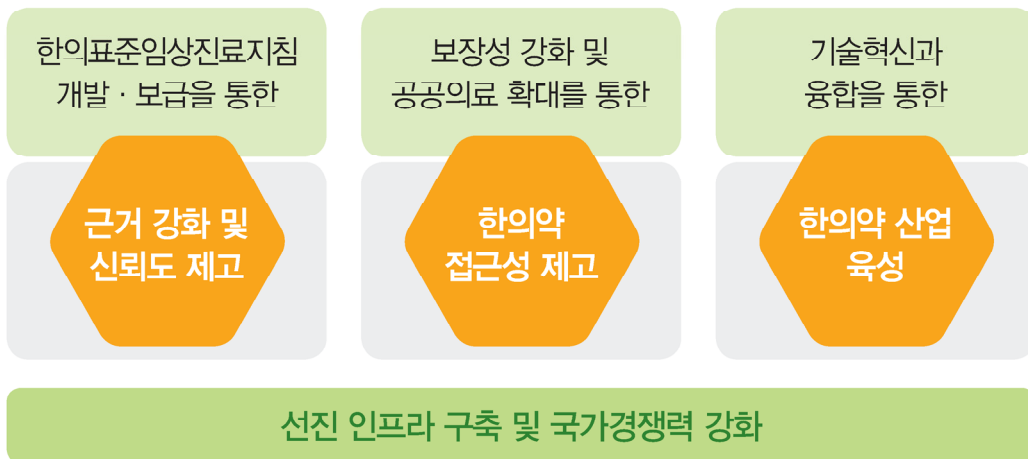 한의표준임상진료지침
개발 · 보급을 통한
근거 강화 및
신뢰도 제고
보장성 강화 및
공공의료 확대를 통한
한의약
접근성 제고
기술혁신과
융합을 통한
한의약 산업
육성
선진 인프라 구축 및 국가경쟁력 강화